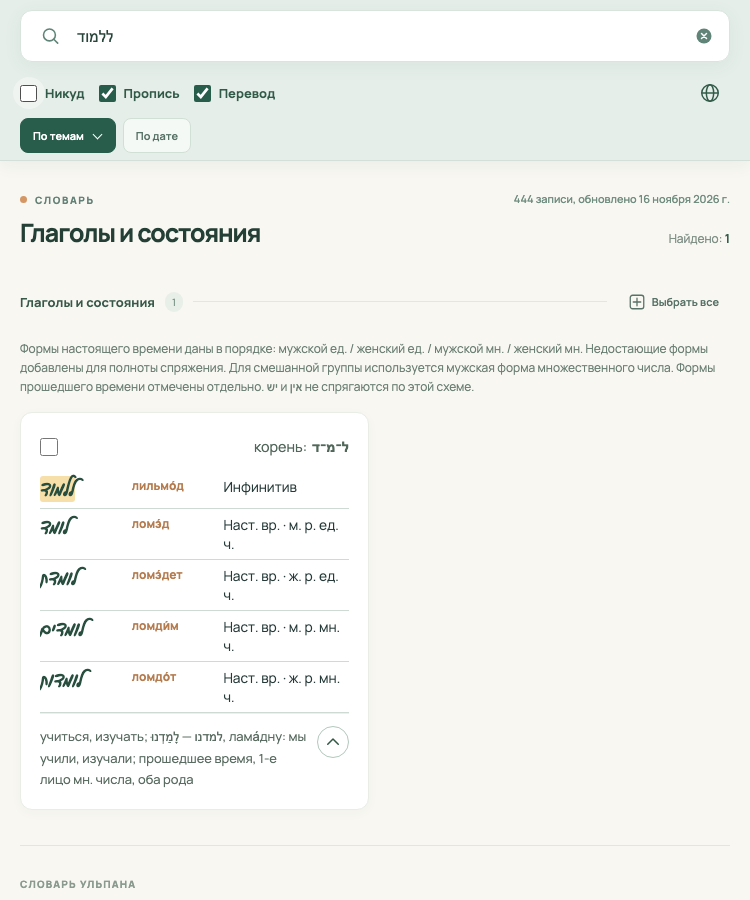 ללמוד
Никуд Пропись Перевод
По темам По дате
СЛОВАРЬ
444 записи, обновлено 16 ноября 2026 г.
Глаголы и состояния
Найдено: 1
Глаголы и состояния 1
Выбрать все
Формы настоящего времени даны в порядке: мужской ед. / женский ед. / мужской мн. / женский мн. Недостающие формы
добавлены для полноты спряжения. Для смешанной группы используется мужская форма множественного числа. Формы
прошедшего времени отмечены отдельно. יש и אין не спрягаются по этой схеме.
корень: ל־מ־ד
ללמוד лильмо́д Инфинитив
לומד ломэ́д Наст. вр. · м. р. ед.
ч.
לומדת ломэ́дет Наст. вр. · ж. р. ед.
ч.
לומדים ломди́м Наст. вр. · м. р. мн.
ч.
לומדות ломдо́т Наст. вр. · ж. р. мн.
ч.
учиться, изучать; למדנו — לָמַדְנוּ, лама́дну: мы
учили, изучали; прошедшее время, 1-е
лицо мн. числа, оба рода
СЛОВАРЬ УЛЬПАНА